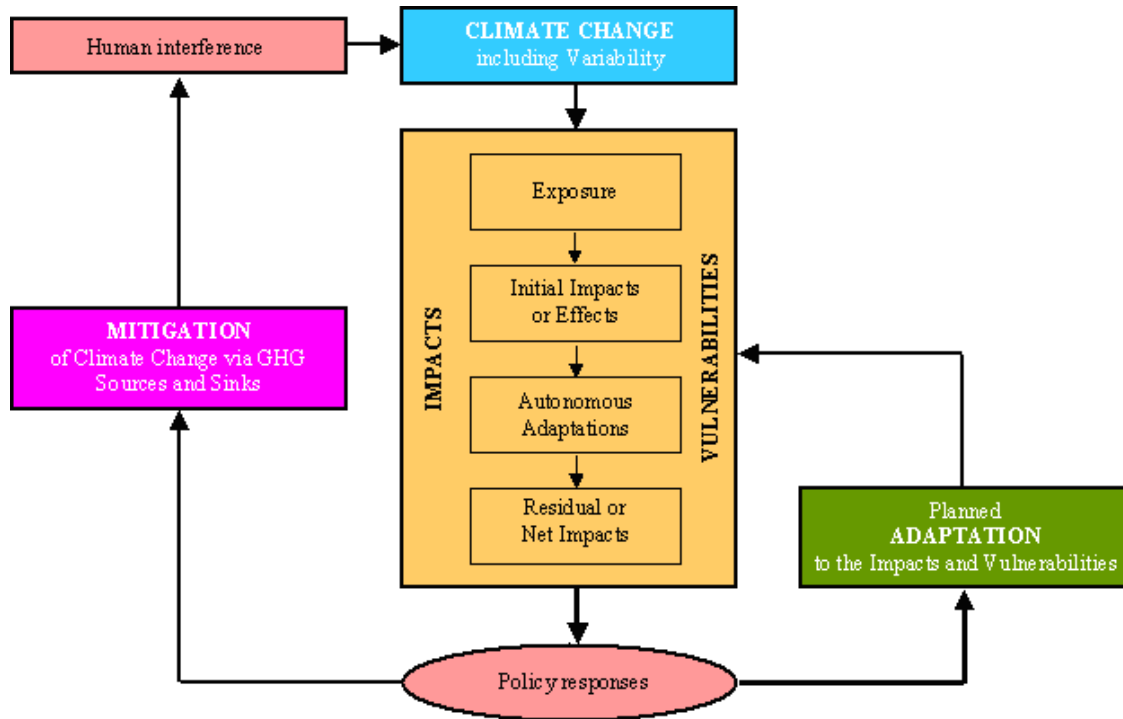 Human interference
CLIMATE CHANGE
including Variability
Exposure
Initial Impacts
or Effects
IMPACTS
VULNERABILITIES
MITIGATION
of Climate Change via GHG
Sources and Sinks
Autonomous
Adaptations
Residual or
Net Impacts
Planned
ADAPTATION
to the Impacts and Vulnerabilities
Policy responses